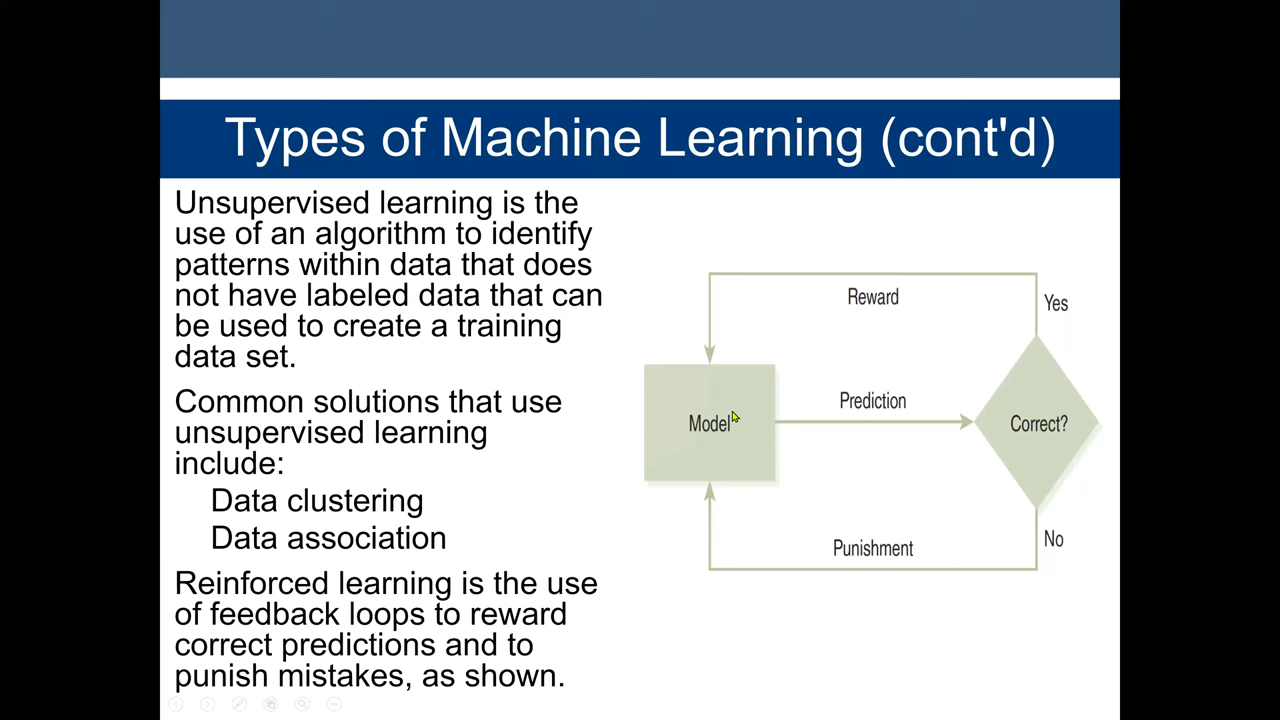 Types of Machine Learning (cont'd)
Unsupervised learning is the
use of an algorithm to identify
patterns within data that does
not have labeled data that can
be used to create a training
data set.
Common solutions that use
unsupervised learning
include:
Data clustering
Data association
Reinforced learning is the use
of feedback loops to reward
correct predictions and to
punish mistakes, as shown.
Reward
Yes
Prediction
Model
Correct?
No
Punishment